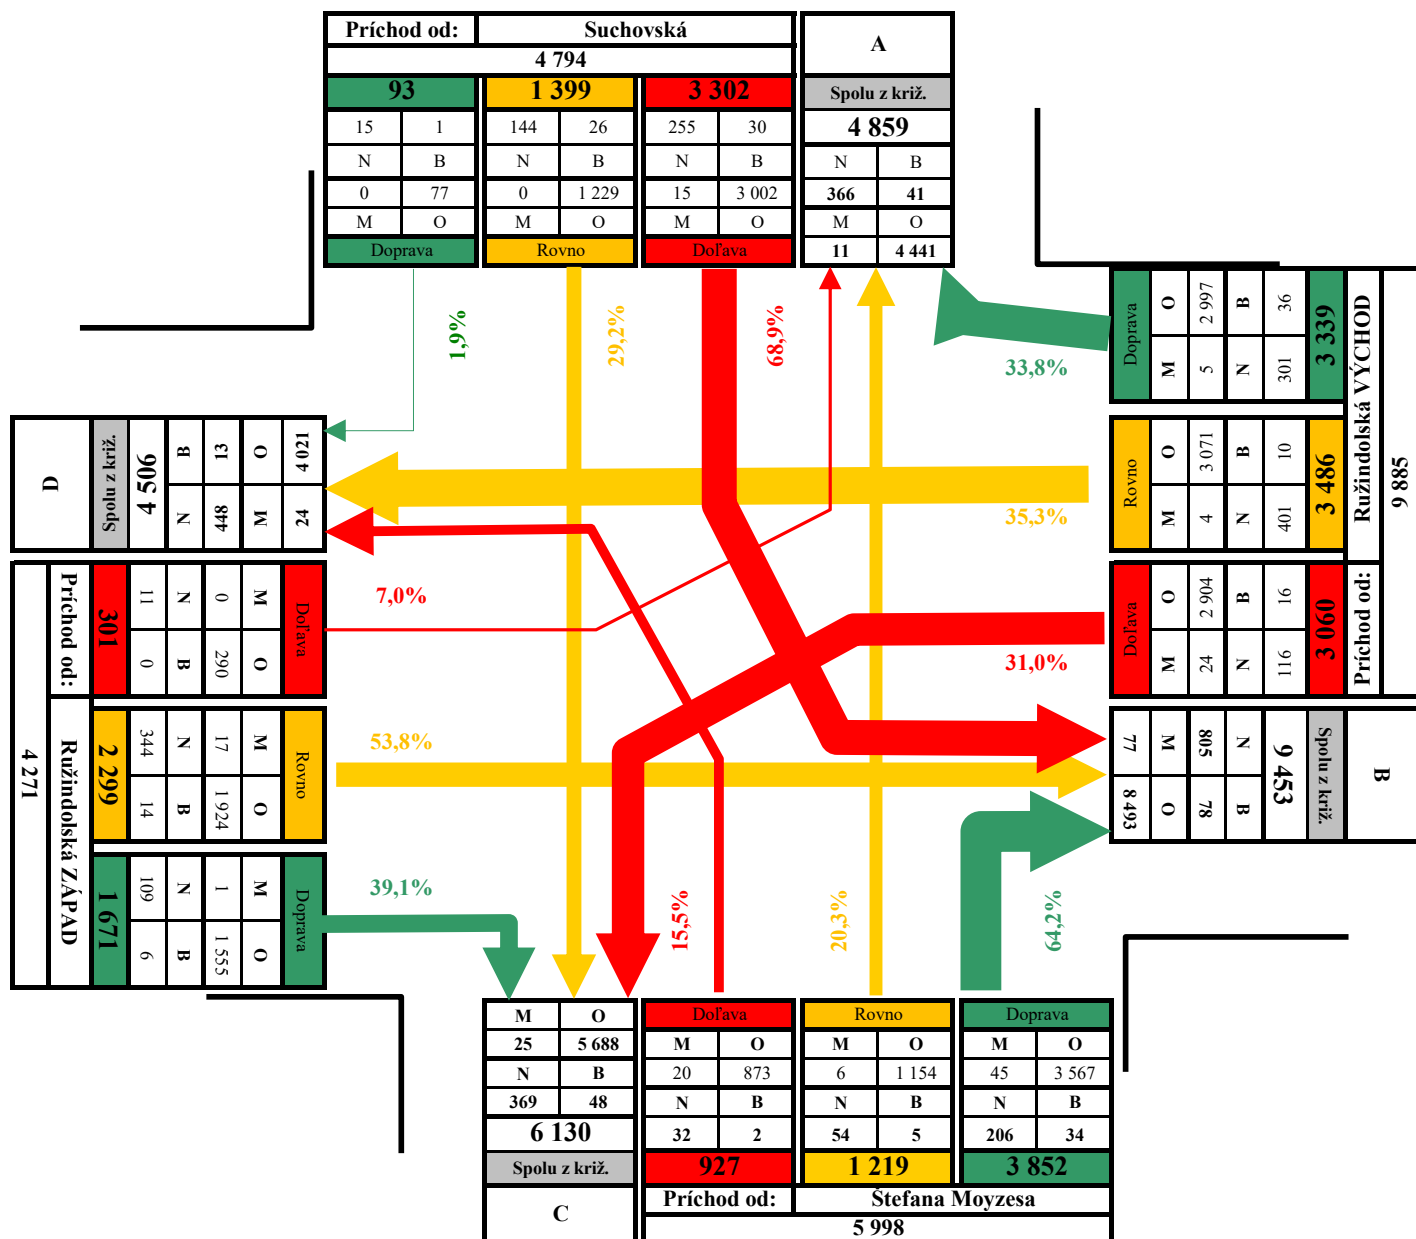 Príchod od: Suchovská
4 794
93 1 399 3 302
15 1 144 26 255 30
N B N B N B
0 77 0 1 229 15 3 002
M O M O M O
Doprava Rovno Doľava
A
Spolu z križ.
4 859
N B
366 41
M O
11 4 441
1,9%
29,2%
68,9%
33,8%
35,3%
31,0%
7,0%
53,8%
39,1%
15,5%
20,3%
64,2%
Doprava
M O
5 2 997
N B
301 36
3 339
Rovno
M O
4 3 071
N B
401 10
3 486
Doľava
M O
24 2 904
N B
116 16
3 060
Príchod od: Ružindolská VÝCHOD
9 885
B
Spolu z križ.
9 453
N B
805 78
M O
77 8 493
D
Spolu z križ.
4 506
N B
448 13
M O
24 4 021
Doľava
M O
0 290
N B
11 0
301
Rovno
M O
17 1 924
N B
344 14
2 299
Doprava
M O
1 1 555
N B
109 6
1 671
Príchod od: Ružindolská ZÁPAD
4 271
M O
25 5 688
N B
369 48
6 130
Spolu z križ.
C
Doľava Rovno Doprava
M O M O M O
20 873 6 1 154 45 3 567
N B N B N B
32 2 54 5 206 34
927 1 219 3 852
Príchod od: Štefana Moyzesa
5 998